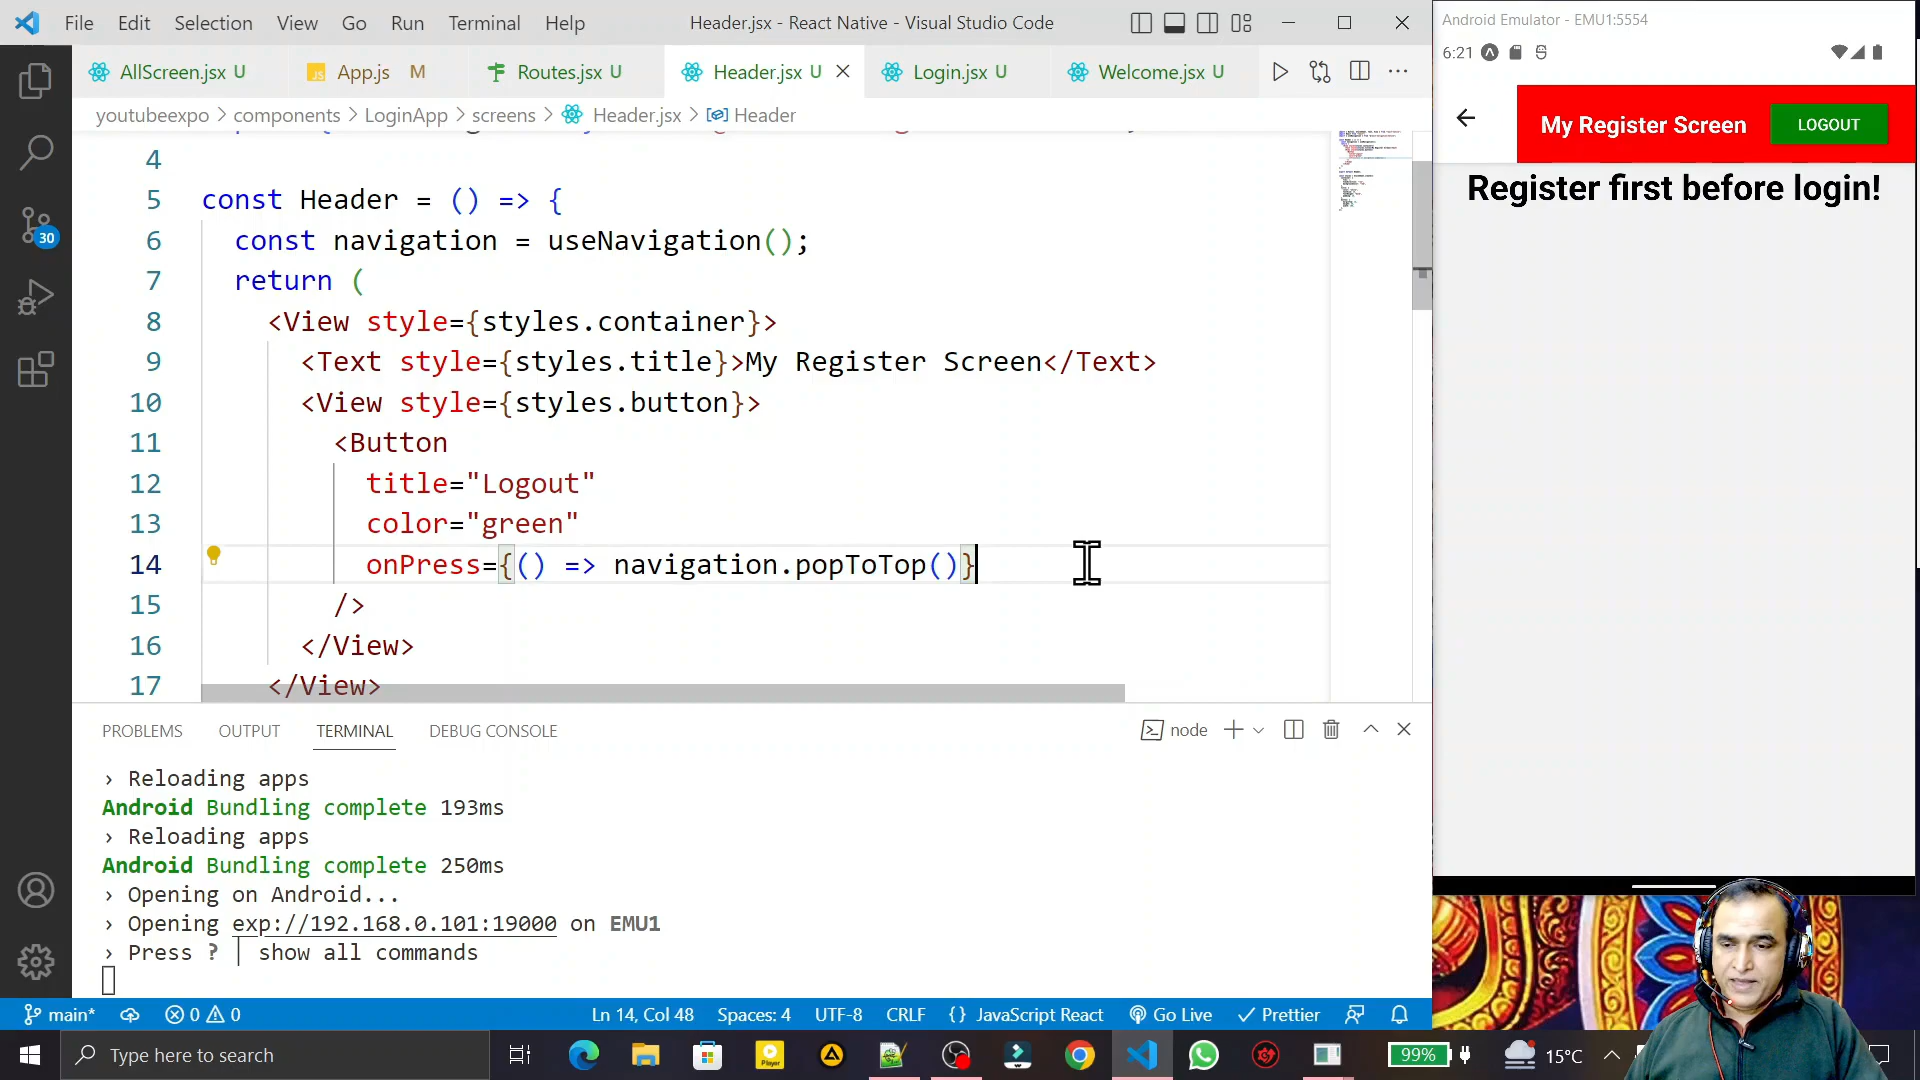 File Edit Selection View Go Run Terminal Help
Header.jsx - React Native - Visual Studio Code
AllScreen.jsx U
JS App.js M
Routes.jsx U
Header.jsx U
Login.jsx U
Welcome.jsx U
youtubeexpo > components > LoginApp > screens > Header.jsx > Header
4
5 const Header = () => {
6 const navigation = useNavigation();
7 return (
8 <View style={styles.container}>
9 <Text style={styles.title}>My Register Screen</Text>
10 <View style={styles.button}>
11 <Button
12 title="Logout"
13 color="green"
14 onPress={() => navigation.popToTop()}
15 />
16 </View>
17 </View>
30
PROBLEMS OUTPUT TERMINAL DEBUG CONSOLE
node
› Reloading apps
Android Bundling complete 193ms
› Reloading apps
Android Bundling complete 250ms
› Opening on Android...
› Opening exp://192.168.0.101:19000 on EMU1
› Press ? │ show all commands
main* 0 0
Ln 14, Col 48 Spaces: 4 UTF-8 CRLF {} JavaScript React Go Live Prettier
Type here to search
Player
99%
15°C
Android Emulator - EMU1:5554
6:21
My Register Screen
LOGOUT
Register first before login!